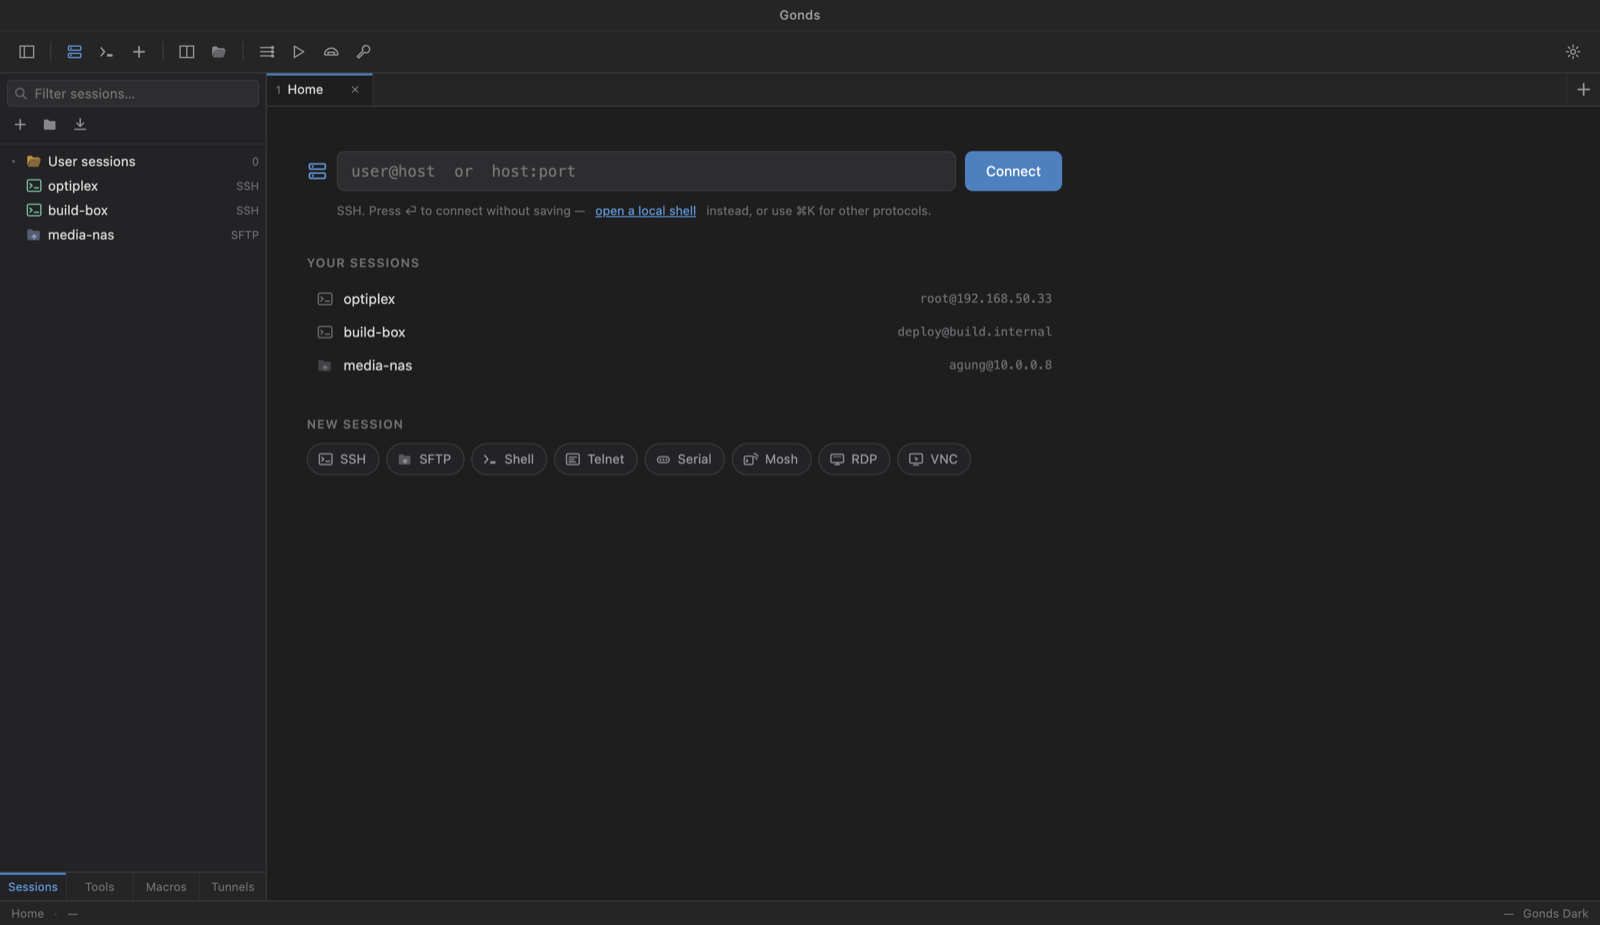 Gonds
Filter sessions...
1 Home ×
User sessions 0
optiplex SSH
build-box SSH
media-nas SFTP
user@host or host:port
Connect
SSH. Press ⏎ to connect without saving — open a local shell instead, or use ⌘K for other protocols.
YOUR SESSIONS
optiplex root@192.168.50.33
build-box deploy@build.internal
media-nas agung@10.0.0.8
NEW SESSION
SSH SFTP Shell Telnet Serial Mosh RDP VNC
Sessions Tools Macros Tunnels
Home · — — Gonds Dark